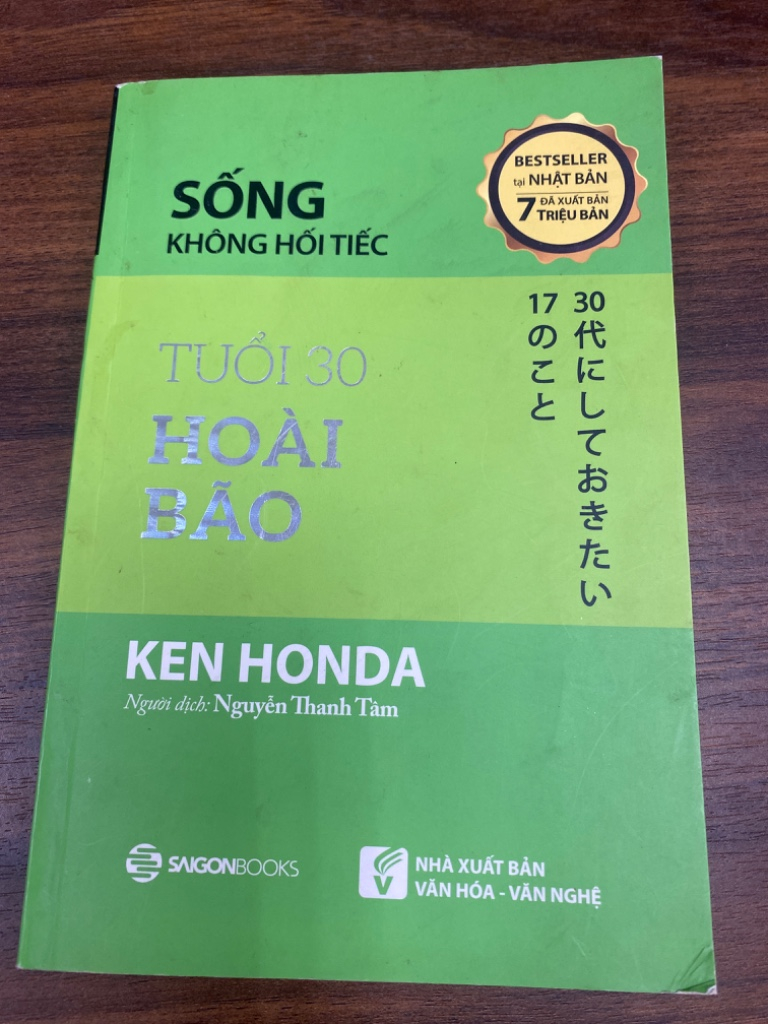 SỐNG
KHÔNG HỐI TIẾC
BESTSELLER
tại NHẬT BẢN
7 ĐÃ XUẤT BẢN
TRIỆU BẢN
30代にしておきたい
17のこと
TUỔI 30
HOÀI
BÃO
KEN HONDA
Người dịch: Nguyễn Thanh Tâm
SAIGONBOOKS
V
NHÀ XUẤT BẢN
VĂN HÓA - VĂN NGHỆ